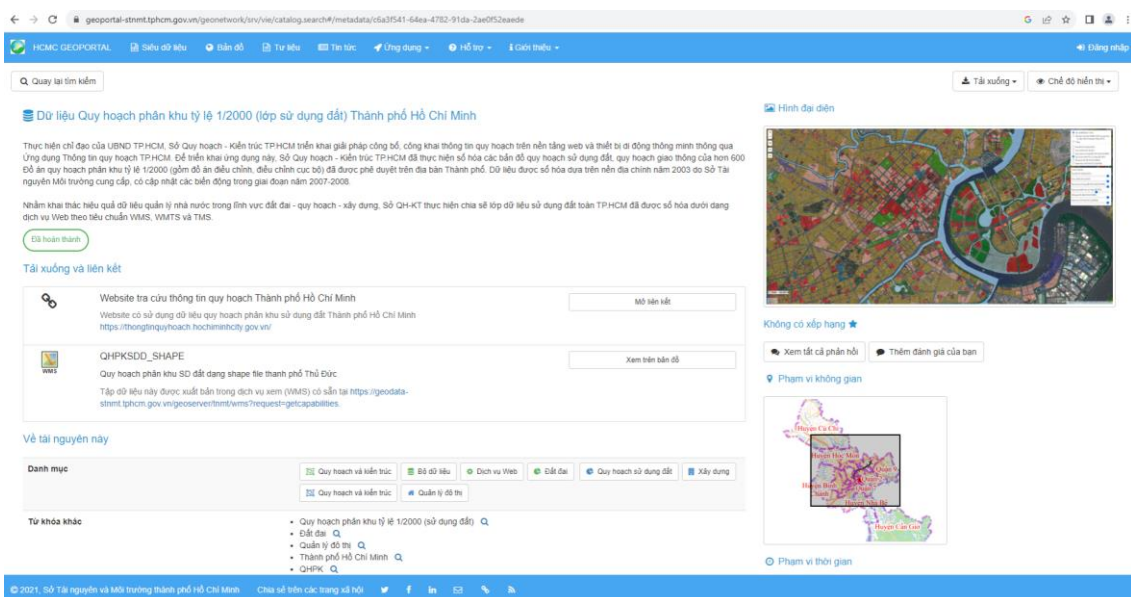 geoportal-stnmt.tphcm.gov.vn/geonetwork/srv/vie/catalog.search#/metadata/c6a3f541-64ea-4782-91da-2ae0f52eaede
HCMC GEOPORTAL Siêu dữ liệu Bản đồ Tư liệu Tin tức Ứng dụng Hỗ trợ Giới thiệu Đăng nhập
Quay lại tìm kiếm Tải xuống Chế độ hiển thị
Dữ liệu Quy hoạch phân khu tỷ lệ 1/2000 (lớp sử dụng đất) Thành phố Hồ Chí Minh
Thực hiện chỉ đạo của UBND TP.HCM, Sở Quy hoạch - Kiến trúc TP.HCM triển khai giải pháp công bố, công khai thông tin quy hoạch trên nền tảng web và thiết bị di động thông minh thông qua
Ứng dụng Thông tin quy hoạch TP.HCM. Để triển khai ứng dụng này, Sở Quy hoạch - Kiến trúc TP.HCM đã thực hiện số hóa các bản đồ quy hoạch sử dụng đất, quy hoạch giao thông của hơn 600
Đồ án quy hoạch phân khu tỷ lệ 1/2000 (gồm đồ án điều chỉnh, điều chỉnh cục bộ) đã được phê duyệt trên địa bàn Thành phố. Dữ liệu được số hóa dựa trên nền địa chính năm 2003 do Sở Tài
nguyên Môi trường cung cấp, có cập nhật các biến động trong giai đoạn năm 2007-2008.
Nhằm khai thác hiệu quả dữ liệu quản lý nhà nước trong lĩnh vực đất đai - quy hoạch - xây dựng, Sở QH-KT thực hiện chia sẽ lớp dữ liệu sử dụng đất toàn TP.HCM đã được số hóa dưới dạng
dịch vụ Web theo tiêu chuẩn WMS, WMTS và TMS.
Đã hoàn thành
Tải xuống và liên kết
Website tra cứu thông tin quy hoạch Thành phố Hồ Chí Minh
Mở liên kết
Website có sử dụng dữ liệu quy hoạch phân khu sử dụng đất Thành phố Hồ Chí Minh
https://thongtinquyhoach.hochiminhcity.gov.vn/
WMS
QHPKSDD_SHAPE
Xem trên bản đồ
Quy hoạch phân khu SD đất dạng shape file thanh phố Thủ Đức
Tập dữ liệu này được xuất bản trong dịch vụ xem (WMS) có sẵn tại https://geodata-
stnmt.tphcm.gov.vn/geoserver/tnmt/wms?request=getcapabilities.
Về tài nguyên này
Danh mục
Quy hoạch và kiến trúc Bộ dữ liệu Dịch vụ Web Đất đai Quy hoạch sử dụng đất Xây dựng
Quy hoạch và kiến trúc Quản lý đô thị
Từ khóa khác
Quy hoạch phân khu tỷ lệ 1/2000 (sử dụng đất)
Đất đai
Quản lý đô thị
Thành phố Hồ Chí Minh
QHPK
Hình đại diện
Không có xếp hạng
Xem tất cả phản hồi Thêm đánh giá của bạn
Phạm vi không gian
Huyện Củ Chi
Huyện Hóc Môn
Quận 9
Huyện Bình
Chánh
Huyện Nhà Bè
Huyện Cần Giờ
Phạm vi thời gian
© 2021, Sở Tài nguyên và Môi trường thành phố Hồ Chí Minh Chia sẻ trên các trang xã hội